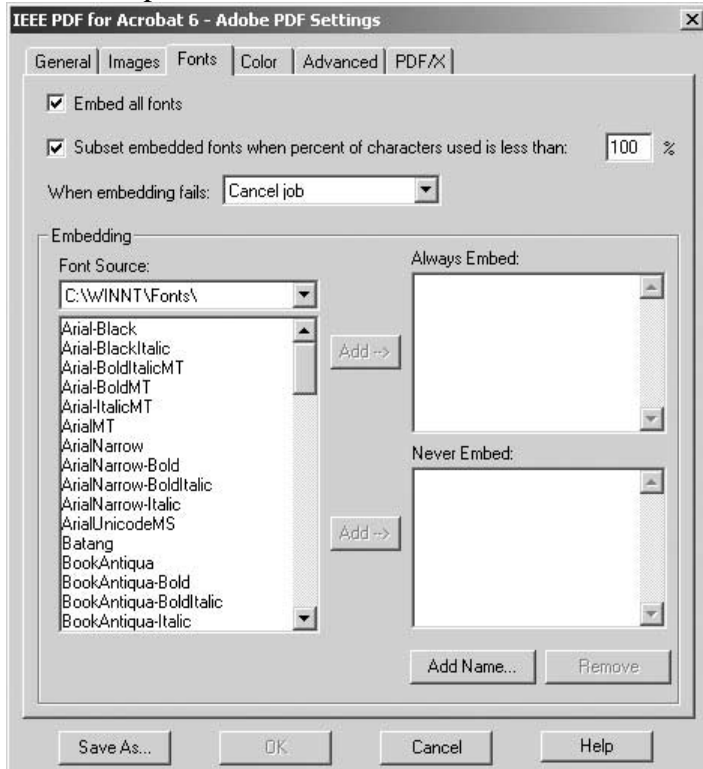 IEEE PDF for Acrobat 6 - Adobe PDF Settings
General Images Fonts Color Advanced PDF/X
Embed all fonts
Subset embedded fonts when percent of characters used is less than: 100 %
When embedding fails: Cancel job
Embedding
Font Source:
C:\WINNT\Fonts\
Arial-Black
Arial-BlackItalic
Arial-BoldItalicMT
Arial-BoldMT
Arial-ItalicMT
ArialMT
ArialNarrow
ArialNarrow-Bold
ArialNarrow-BoldItalic
ArialNarrow-Italic
ArialUnicodeMS
Batang
BookAntiqua
BookAntiqua-Bold
BookAntiqua-BoldItalic
BookAntiqua-Italic
Add -->
Add -->
Always Embed:
Never Embed:
Add Name... Remove
Save As... OK Cancel Help